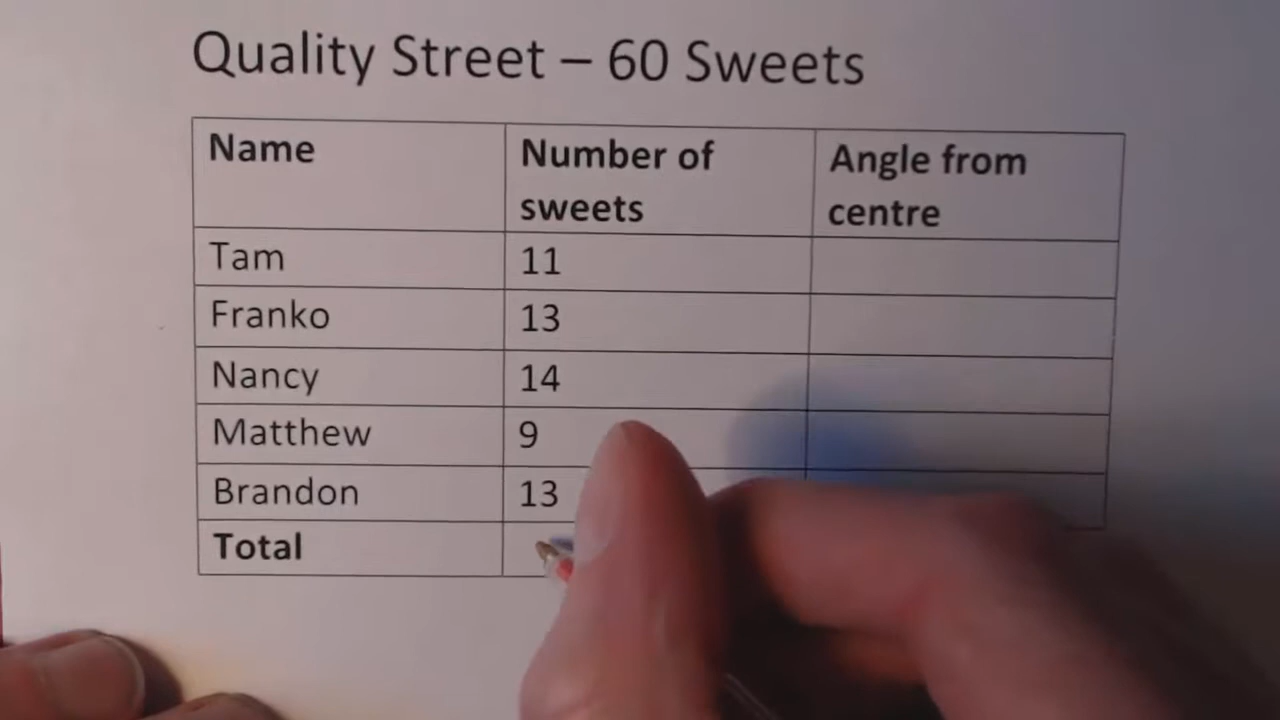 Quality Street – 60 Sweets
Name Number of sweets Angle from centre
Tam 11
Franko 13
Nancy 14
Matthew 9
Brandon 13
Total